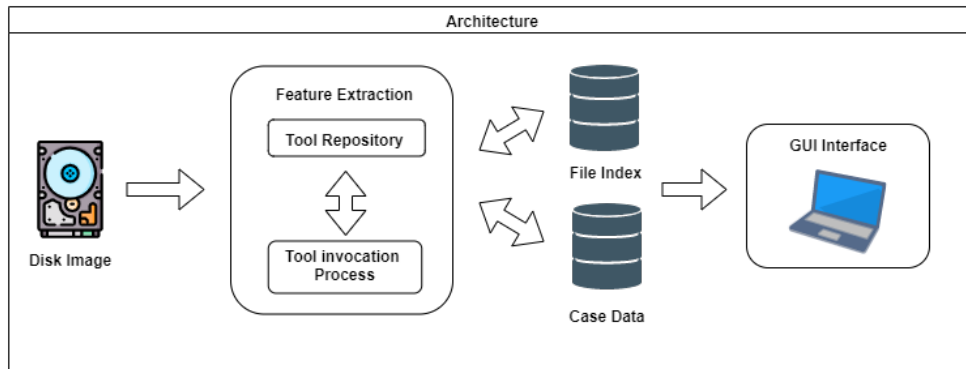 Architecture
Feature Extraction
Tool Repository
Tool invocation
Process
Disk Image
File Index
Case Data
GUI Interface